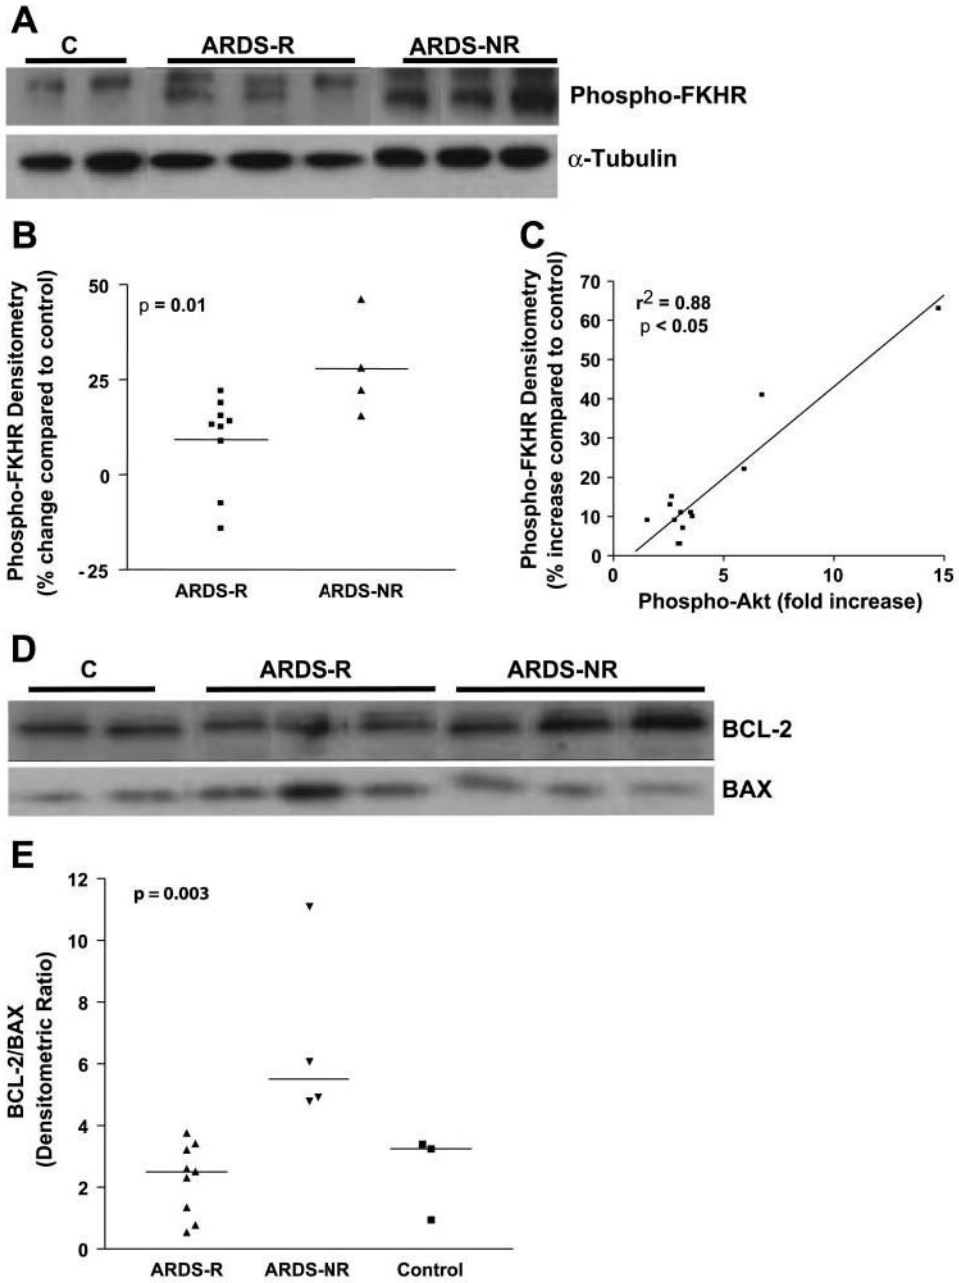 A
C ARDS-R ARDS-NR
Phospho-FKHR
α-Tubulin
B
Phospho-FKHR Densitometry
(% change compared to control)
50
25
0
-25
p = 0.01
ARDS-R ARDS-NR
C
Phospho-FKHR Densitometry
(% increase compared to control)
70
60
50
40
30
20
10
0
r² = 0.88
p < 0.05
0 5 10 15
Phospho-Akt (fold increase)
D
C ARDS-R ARDS-NR
BCL-2
BAX
E
BCL-2/BAX
(Densitometric Ratio)
12
10
8
6
4
2
0
p = 0.003
ARDS-R ARDS-NR Control